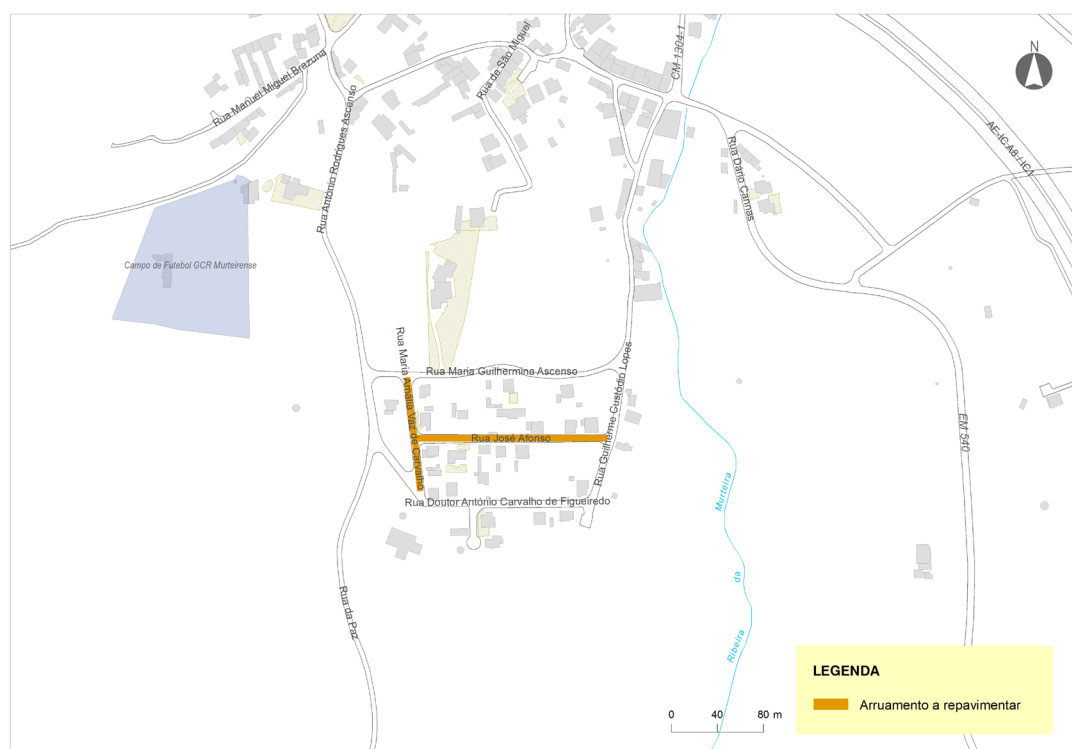 N
CM 1304-1
Rua de São Miguel
Rua Manuel Miguel Brazuna
AE-IC A8 / IC1
Rua António Rodrigues Ascenso
Rua Dário Cannas
Campo de Futebol GCR Murteirense
Rua Maria Amália Vaz de Carvalho
Rua Maria Guilhermina Ascenso
Rua Guilherme Custódio Lopes
Rua José Afonso
EM 540
Rua Doutor António Carvalho de Figueiredo
Ribeira da Murteira
Rua da Paz
LEGENDA
Arruamento a repavimentar
0 40 80 m